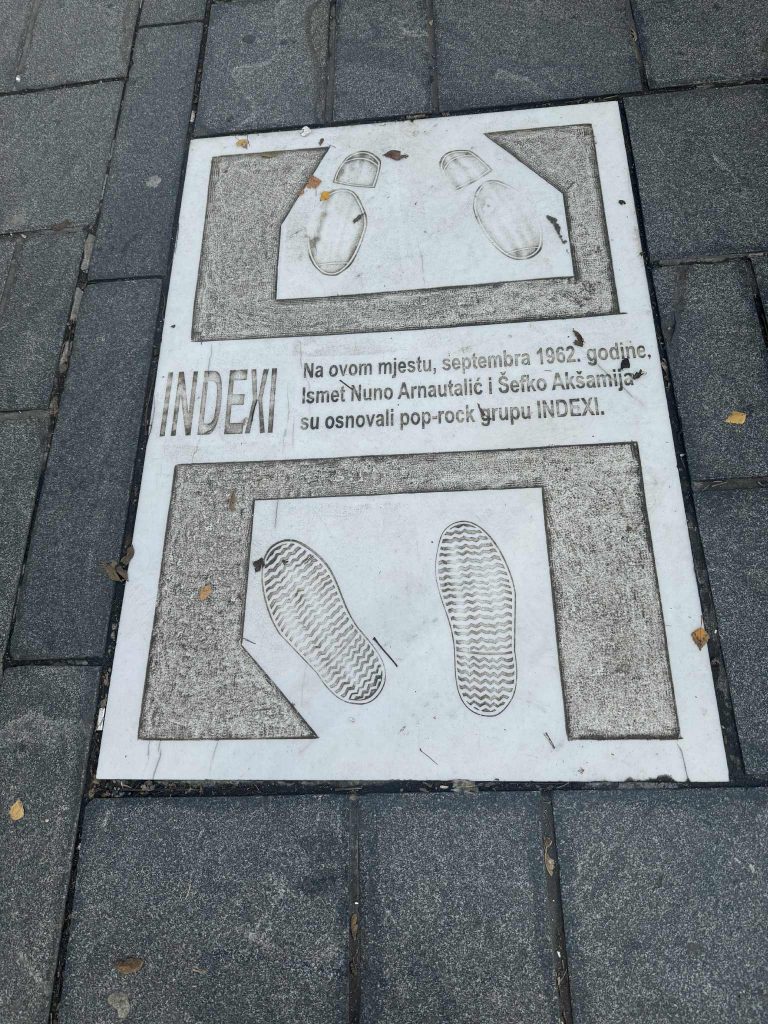 INDEXI
Na ovom mjestu, septembra 1962. godine,
Ismet Nuno Arnautalić i Šefko Akšamija
su osnovali pop-rock grupu INDEXI.